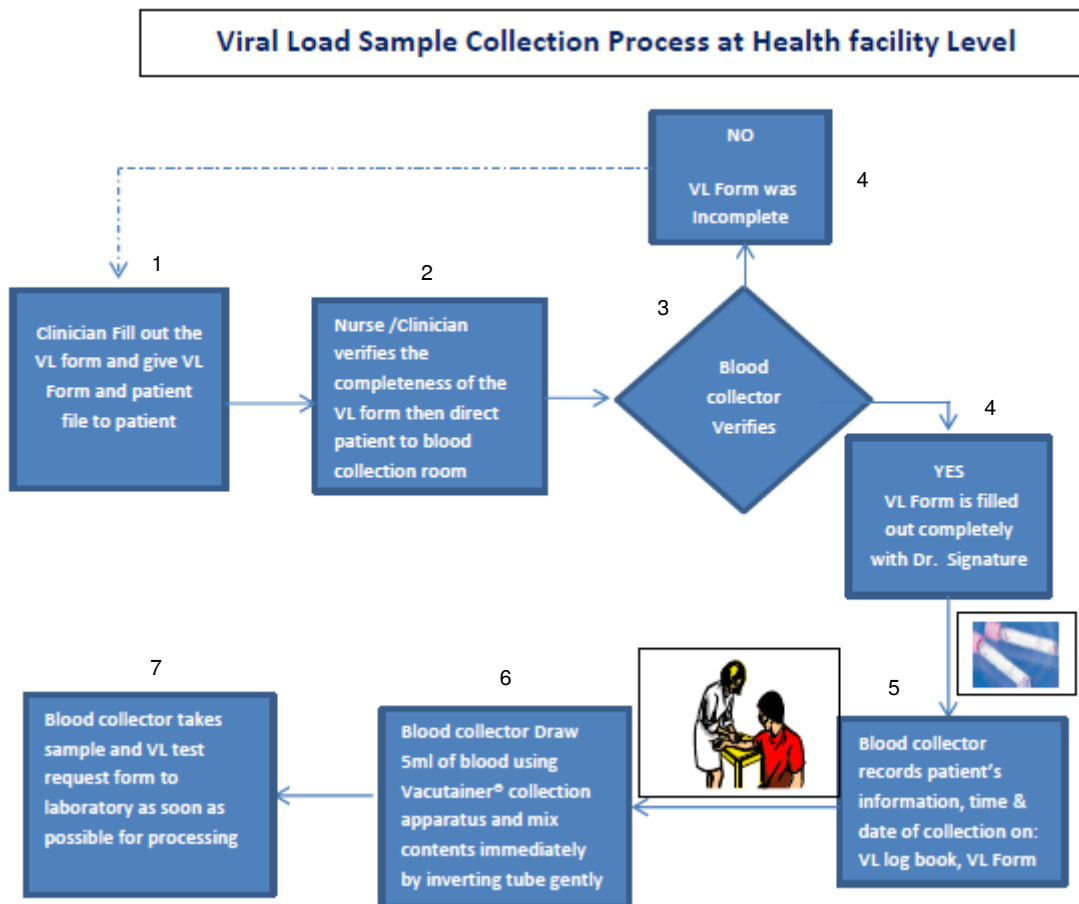 Viral Load Sample Collection Process at Health facility Level
NO
VL Form was
Incomplete
4
1
Clinician Fill out the
VL form and give VL
Form and patient
file to patient
2
Nurse /Clinician
verifies the
completeness of the
VL form then direct
patient to blood
collection room
3
Blood
collector
Verifies
4
YES
VL Form is filled
out completely
with Dr. Signature
5
Blood collector
records patient's
information, time &
date of collection on:
VL log book, VL Form
6
Blood collector Draw
5ml of blood using
Vacutainer® collection
apparatus and mix
contents immediately
by inverting tube gently
7
Blood collector takes
sample and VL test
request form to
laboratory as soon as
possible for processing